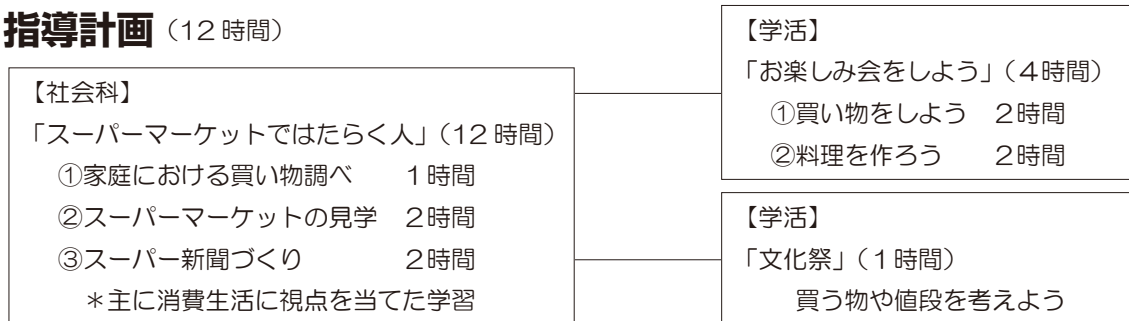 指導計画（12時間）
【社会科】
「スーパーマーケットではたらく人」（12時間）
①家庭における買い物調べ　１時間
②スーパーマーケットの見学　２時間
③スーパー新聞づくり　２時間
＊主に消費生活に視点を当てた学習
【学活】
「お楽しみ会をしよう」（４時間）
①買い物をしよう　２時間
②料理を作ろう　２時間
【学活】
「文化祭」（１時間）
買う物や値段を考えよう